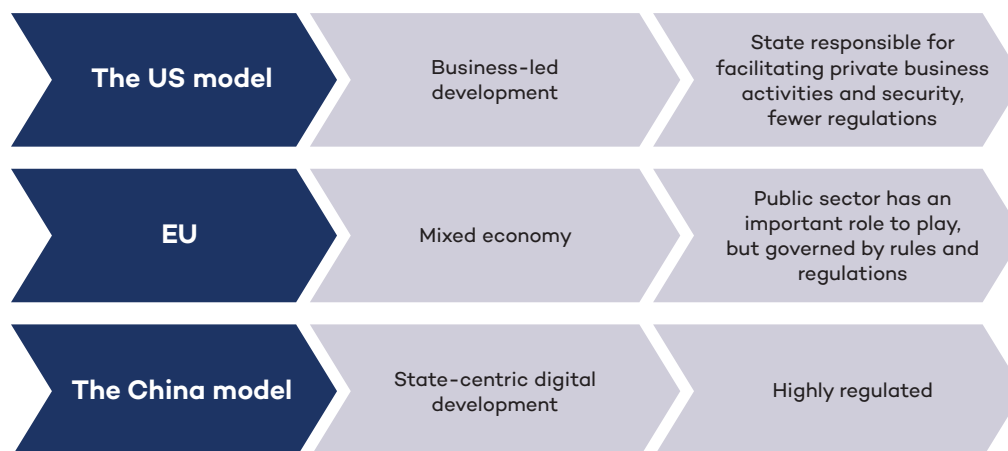 The US model
Business-led
development
State responsible for
facilitating private business
activities and security,
fewer regulations
EU
Mixed economy
Public sector has an
important role to play,
but governed by rules and
regulations
The China model
State-centric digital
development
Highly regulated